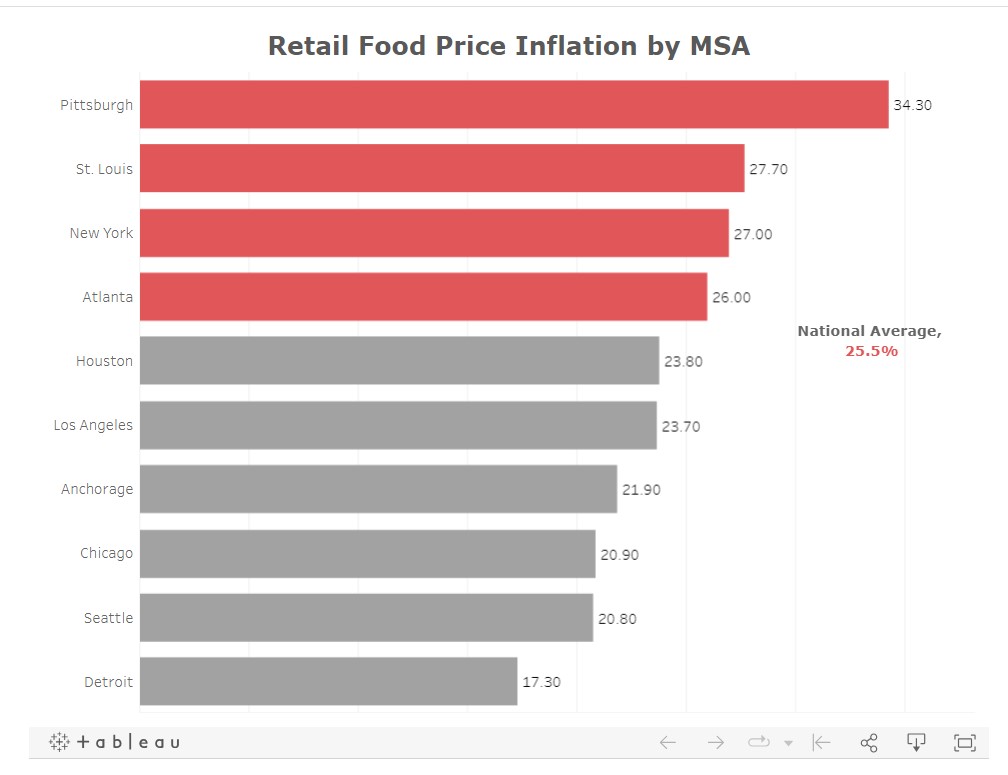 Retail Food Price Inflation by MSA
Pittsburgh 34.30
St. Louis 27.70
New York 27.00
Atlanta 26.00
National Average,
25.5%
Houston 23.80
Los Angeles 23.70
Anchorage 21.90
Chicago 20.90
Seattle 20.80
Detroit 17.30
+ableau